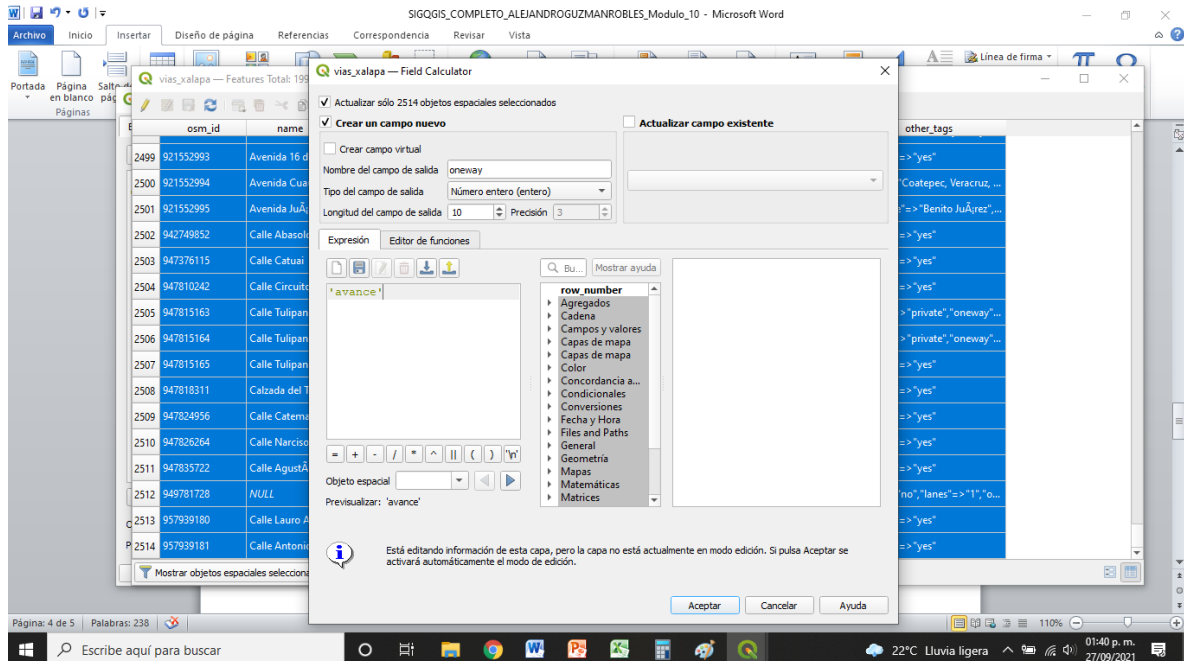 SIGQGIS_COMPLETO_ALEJANDROGUZMANROBLES_Modulo_10 - Microsoft Word
Archivo Inicio Insertar Diseño de página Referencias Correspondencia Revisar Vista
Portada Página en blanco
Páginas
Línea de firma
vias_xalapa — Features Total: 199
vias_xalapa — Field Calculator
Actualizar sólo 2514 objetos espaciales seleccionados
Crear un campo nuevo
Actualizar campo existente
Crear campo virtual
Nombre del campo de salida oneway
Tipo del campo de salida Número entero (entero)
Longitud del campo de salida 10 Precisión 3
Expresión Editor de funciones
Bu... Mostrar ayuda
'avance'
row_number
Agregados
Cadena
Campos y valores
Capas de mapa
Capas de mapa
Color
Concordancia a...
Condicionales
Conversiones
Fecha y Hora
Files and Paths
General
Geometría
Mapas
Matemáticas
Matrices
= + - / * ^ || ( ) '\n'
Objeto espacial
Previsualizar: 'avance'
Está editando información de esta capa, pero la capa no está actualmente en modo edición. Si pulsa Aceptar se
activará automáticamente el modo de edición.
Aceptar Cancelar Ayuda
osm_id name other_tags
2499 921552993 Avenida 16 d =>"yes"
2500 921552994 Avenida Cua "Coatepec, Veracruz, ...
2501 921552995 Avenida JuÃ¡ "=>"Benito JuÃ¡rez",...
2502 942749852 Calle Abasol =>"yes"
2503 947376115 Calle Catuai =>"yes"
2504 947810242 Calle Circuito =>"yes"
2505 947815163 Calle Tulipan >"private","oneway"...
2506 947815164 Calle Tulipan >"private","oneway"...
2507 947815165 Calle Tulipan =>"yes"
2508 947818311 Calzada del T =>"yes"
2509 947824956 Calle Catema =>"yes"
2510 947826264 Calle Narciso =>"yes"
2511 947835722 Calle AgustÃ =>"yes"
2512 949781728 NULL "no","lanes"=>"1","o...
2513 957939180 Calle Lauro A =>"yes"
2514 957939181 Calle Antonio =>"yes"
Mostrar objetos espaciales selecciona
Página: 4 de 5 Palabras: 238 110%
Escribe aquí para buscar
22°C Lluvia ligera
01:40 p. m.
27/09/2021